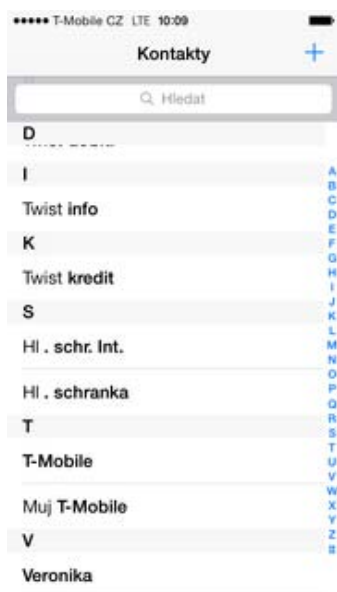 T-Mobile CZ LTE 10:09
Kontakty +
Hledat
D
I
Twist info
K
Twist kredit
S
Hl . schr. Int.
Hl . schranka
T
T-Mobile
Muj T-Mobile
V
Veronika
A
B
C
D
E
F
G
H
I
J
K
L
M
N
O
P
Q
R
S
T
U
V
W
X
Y
Z
#